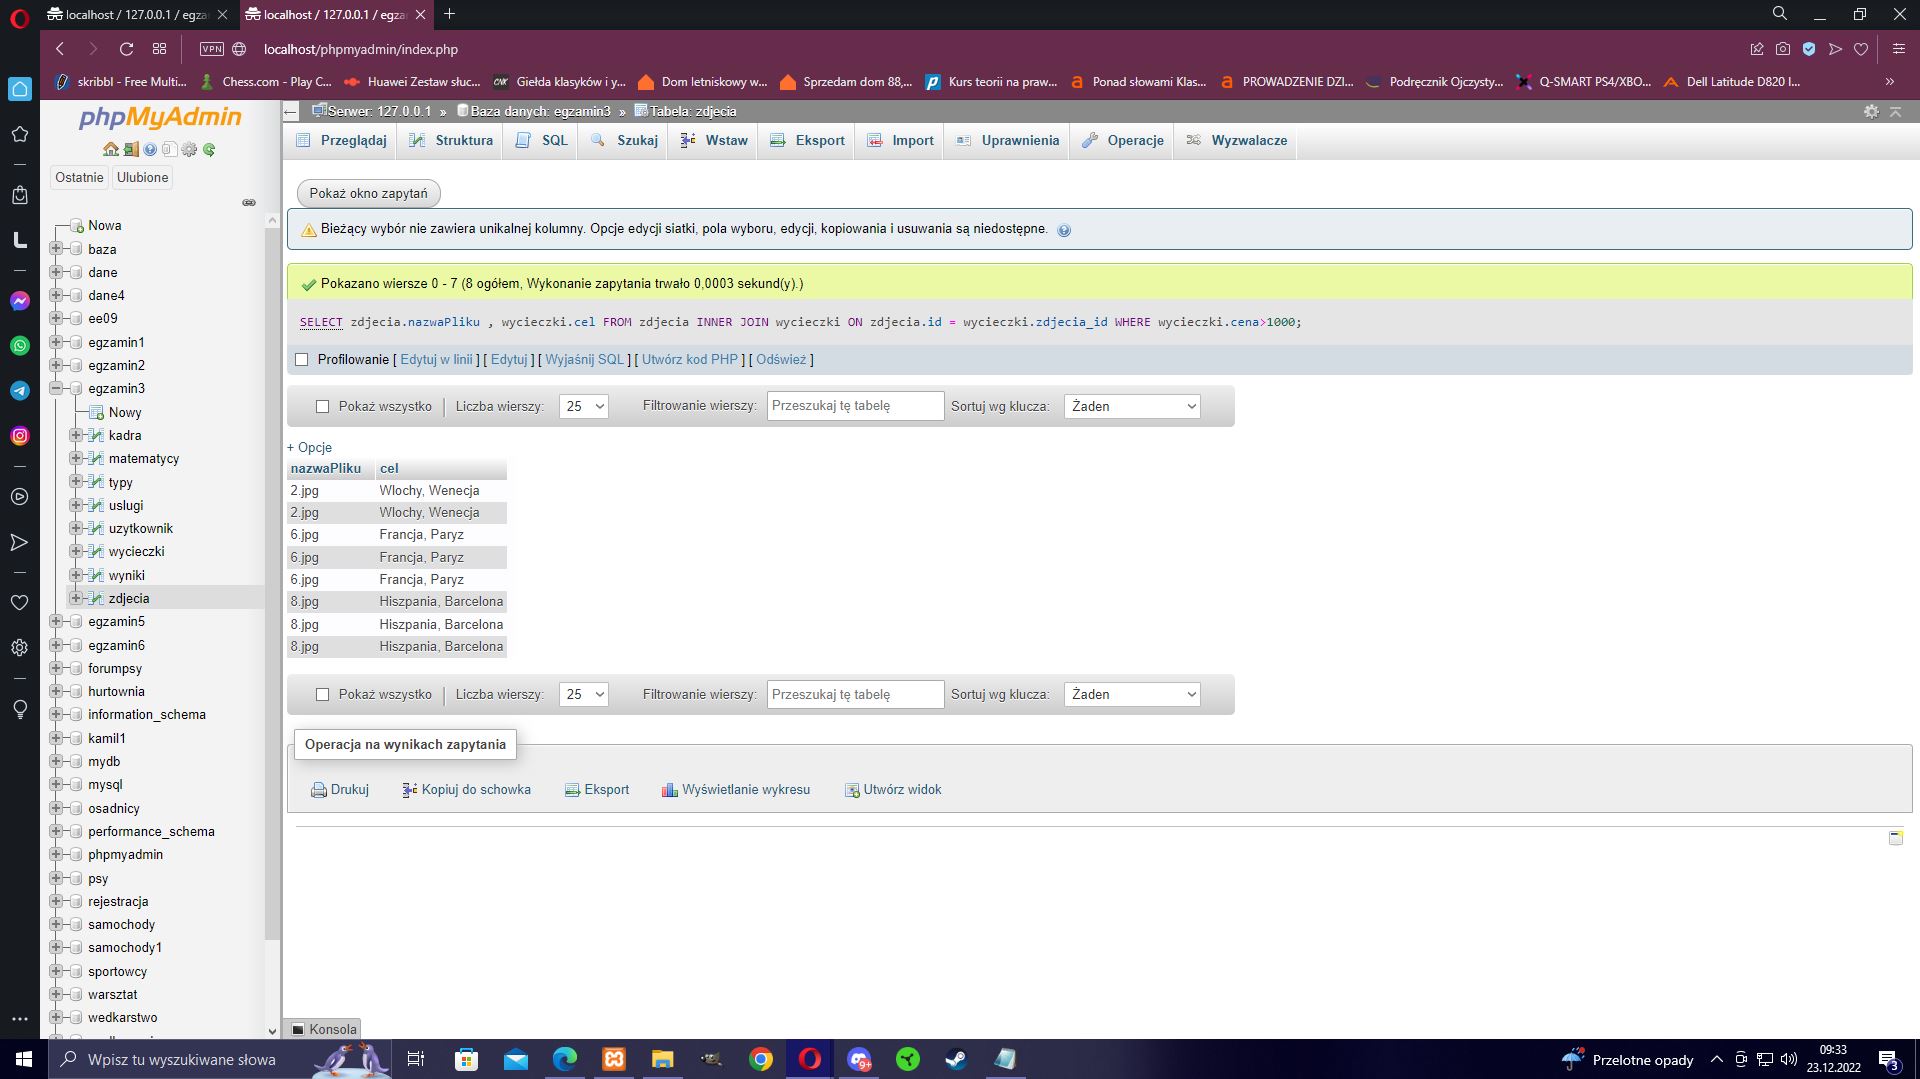 localhost / 127.0.0.1 / egza
localhost / 127.0.0.1 / egza
VPN
localhost/phpmyadmin/index.php
skribbl - Free Multi...
Chess.com - Play C...
Huawei Zestaw słuc...
Giełda klasyków i y...
Dom letniskowy w...
Sprzedam dom 88,...
Kurs teorii na praw...
Ponad słowami Klas...
PROWADZENIE DZI...
Podręcznik Ojczysty...
Q-SMART PS4/XBO...
Dell Latitude D820 I...
phpMyAdmin
Ostatnie
Ulubione
Nowa
baza
dane
dane4
ee09
egzamin1
egzamin2
egzamin3
Nowy
kadra
matematycy
typy
uslugi
uzytkownik
wycieczki
wyniki
zdjecia
egzamin5
egzamin6
forumpsy
hurtownia
information_schema
kamil1
mydb
mysql
osadnicy
performance_schema
phpmyadmin
psy
rejestracja
samochody
samochody1
sportowcy
warsztat
wedkarstwo
Serwer: 127.0.0.1 » Baza danych: egzamin3 » Tabela: zdjecia
Przeglądaj
Struktura
SQL
Szukaj
Wstaw
Eksport
Import
Uprawnienia
Operacje
Wyzwalacze
Pokaż okno zapytań
Bieżący wybór nie zawiera unikalnej kolumny. Opcje edycji siatki, pola wyboru, edycji, kopiowania i usuwania są niedostępne.
Pokazano wiersze 0 - 7 (8 ogółem, Wykonanie zapytania trwało 0,0003 sekund(y).)
SELECT zdjecia.nazwaPliku , wycieczki.cel FROM zdjecia INNER JOIN wycieczki ON zdjecia.id = wycieczki.zdjecia_id WHERE wycieczki.cena>1000;
Profilowanie [ Edytuj w linii ] [ Edytuj ] [ Wyjaśnij SQL ] [ Utwórz kod PHP ] [ Odśwież ]
Pokaż wszystko | Liczba wierszy: 25 Filtrowanie wierszy: Przeszukaj tę tabelę Sortuj wg klucza: Żaden
+ Opcje
nazwaPliku cel
2.jpg Wlochy, Wenecja
2.jpg Wlochy, Wenecja
6.jpg Francja, Paryz
6.jpg Francja, Paryz
6.jpg Francja, Paryz
8.jpg Hiszpania, Barcelona
8.jpg Hiszpania, Barcelona
8.jpg Hiszpania, Barcelona
Pokaż wszystko | Liczba wierszy: 25 Filtrowanie wierszy: Przeszukaj tę tabelę Sortuj wg klucza: Żaden
Operacja na wynikach zapytania
Drukuj
Kopiuj do schowka
Eksport
Wyświetlanie wykresu
Utwórz widok
Konsola
Wpisz tu wyszukiwane słowa
9+
Przelotne opady
09:33
23.12.2022
3